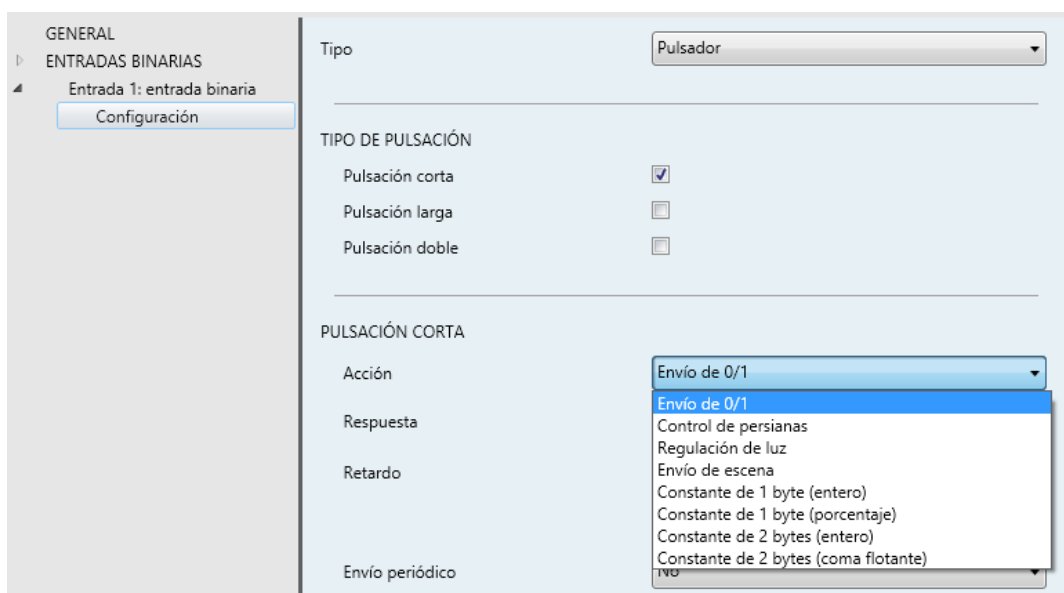 GENERAL
ENTRADAS BINARIAS
Entrada 1: entrada binaria
Configuración
Tipo
Pulsador
TIPO DE PULSACIÓN
Pulsación corta
Pulsación larga
Pulsación doble
PULSACIÓN CORTA
Acción
Envío de 0/1
Envío de 0/1
Control de persianas
Respuesta
Regulación de luz
Envío de escena
Retardo
Constante de 1 byte (entero)
Constante de 1 byte (porcentaje)
Constante de 2 bytes (entero)
Constante de 2 bytes (coma flotante)
Envío periódico
No